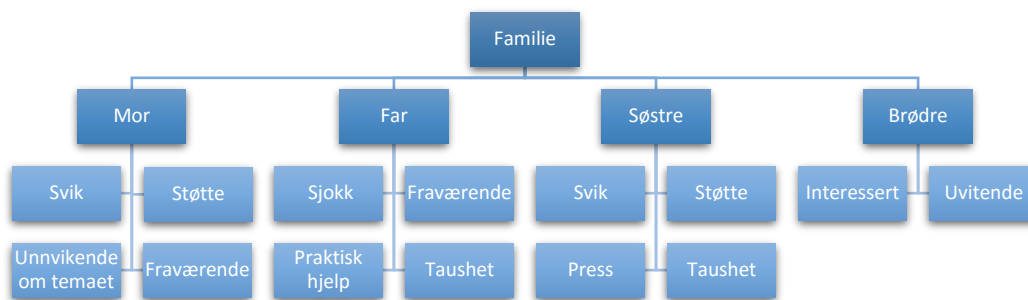 Familie
Mor
Far
Søstre
Brødre
Svik
Støtte
Sjokk
Fraværende
Svik
Støtte
Interessert
Uvitende
Unnvikende
om temaet
Fraværende
Praktisk
hjelp
Taushet
Press
Taushet